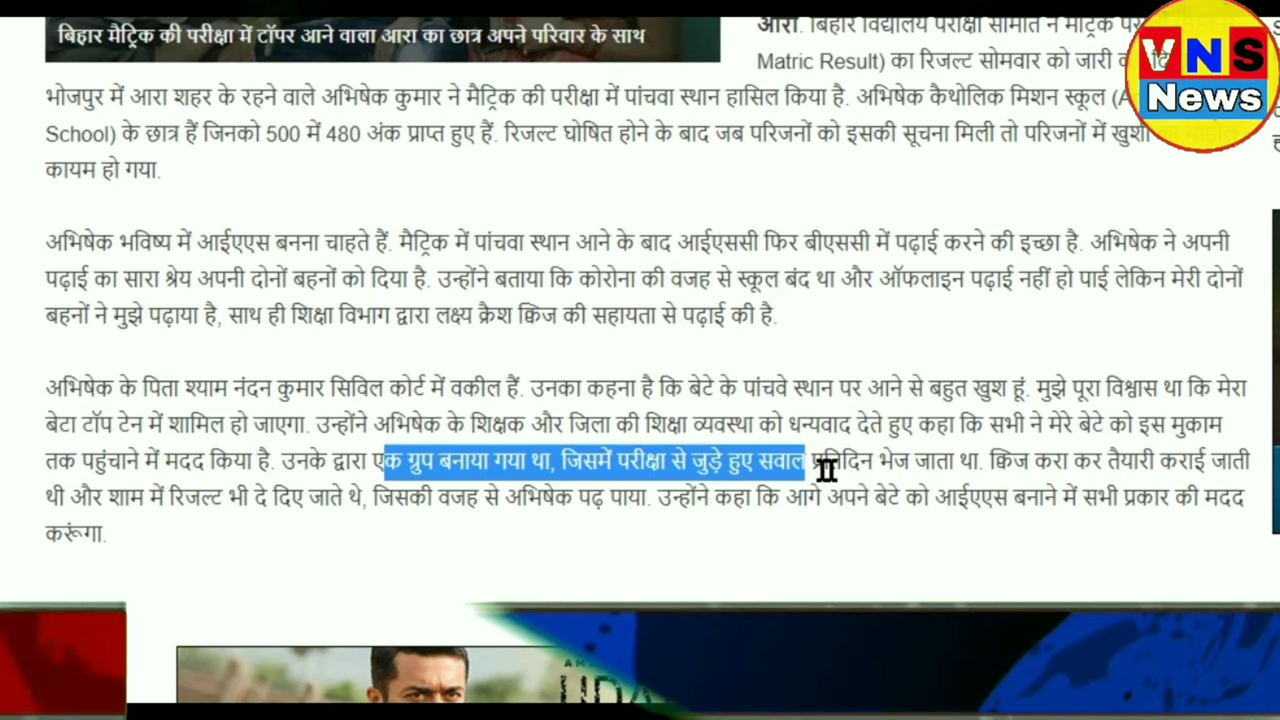 बिहार मैट्रिक की परीक्षा में टॉपर आने वाला आरा का छात्र अपने परिवार के साथ
आरा. बिहार विद्यालय परीक्षा समिति ने मैट्रिक
Matric Result) का रिजल्ट सोमवार को जारी
VNS
News
भोजपुर में आरा शहर के रहने वाले अभिषेक कुमार ने मैट्रिक की परीक्षा में पांचवा स्थान हासिल किया है. अभिषेक कैथोलिक मिशन स्कूल
School) के छात्र हैं जिनको 500 में 480 अंक प्राप्त हुए हैं. रिजल्ट घोषित होने के बाद जब परिजनों को इसकी सूचना मिली तो परिजनों में
कायम हो गया.
अभिषेक भविष्य में आईएएस बनना चाहते हैं. मैट्रिक में पांचवा स्थान आने के बाद आईएससी फिर बीएससी में पढ़ाई करने की इच्छा है. अभिषेक ने अपनी
पढ़ाई का सारा श्रेय अपनी दोनों बहनों को दिया है. उन्होंने बताया कि कोरोना की वजह से स्कूल बंद था और ऑफलाइन पढ़ाई नहीं हो पाई लेकिन मेरी दोनों
बहनों ने मुझे पढ़ाया है, साथ ही शिक्षा विभाग द्वारा लक्ष्य क्रैश क्विज की सहायता से पढ़ाई की है.
अभिषेक के पिता श्याम नंदन कुमार सिविल कोर्ट में वकील हैं. उनका कहना है कि बेटे के पांचवे स्थान पर आने से बहुत खुश हूं. मुझे पूरा विश्वास था कि मेरा
बेटा टॉप टेन में शामिल हो जाएगा. उन्होंने अभिषेक के शिक्षक और जिला की शिक्षा व्यवस्था को धन्यवाद देते हुए कहा कि सभी ने मेरे बेटे को इस मुकाम
तक पहुंचाने में मदद किया है. उनके द्वारा एक ग्रुप बनाया गया था, जिसमें परीक्षा से जुड़े हुए सवाल प्रतिदिन भेज जाता था. क्विज करा कर तैयारी कराई जाती
थी और शाम में रिजल्ट भी दे दिए जाते थे, जिसकी वजह से अभिषेक पढ़ पाया. उन्होंने कहा कि आगे अपने बेटे को आईएएस बनाने में सभी प्रकार की मदद
करूंगा.